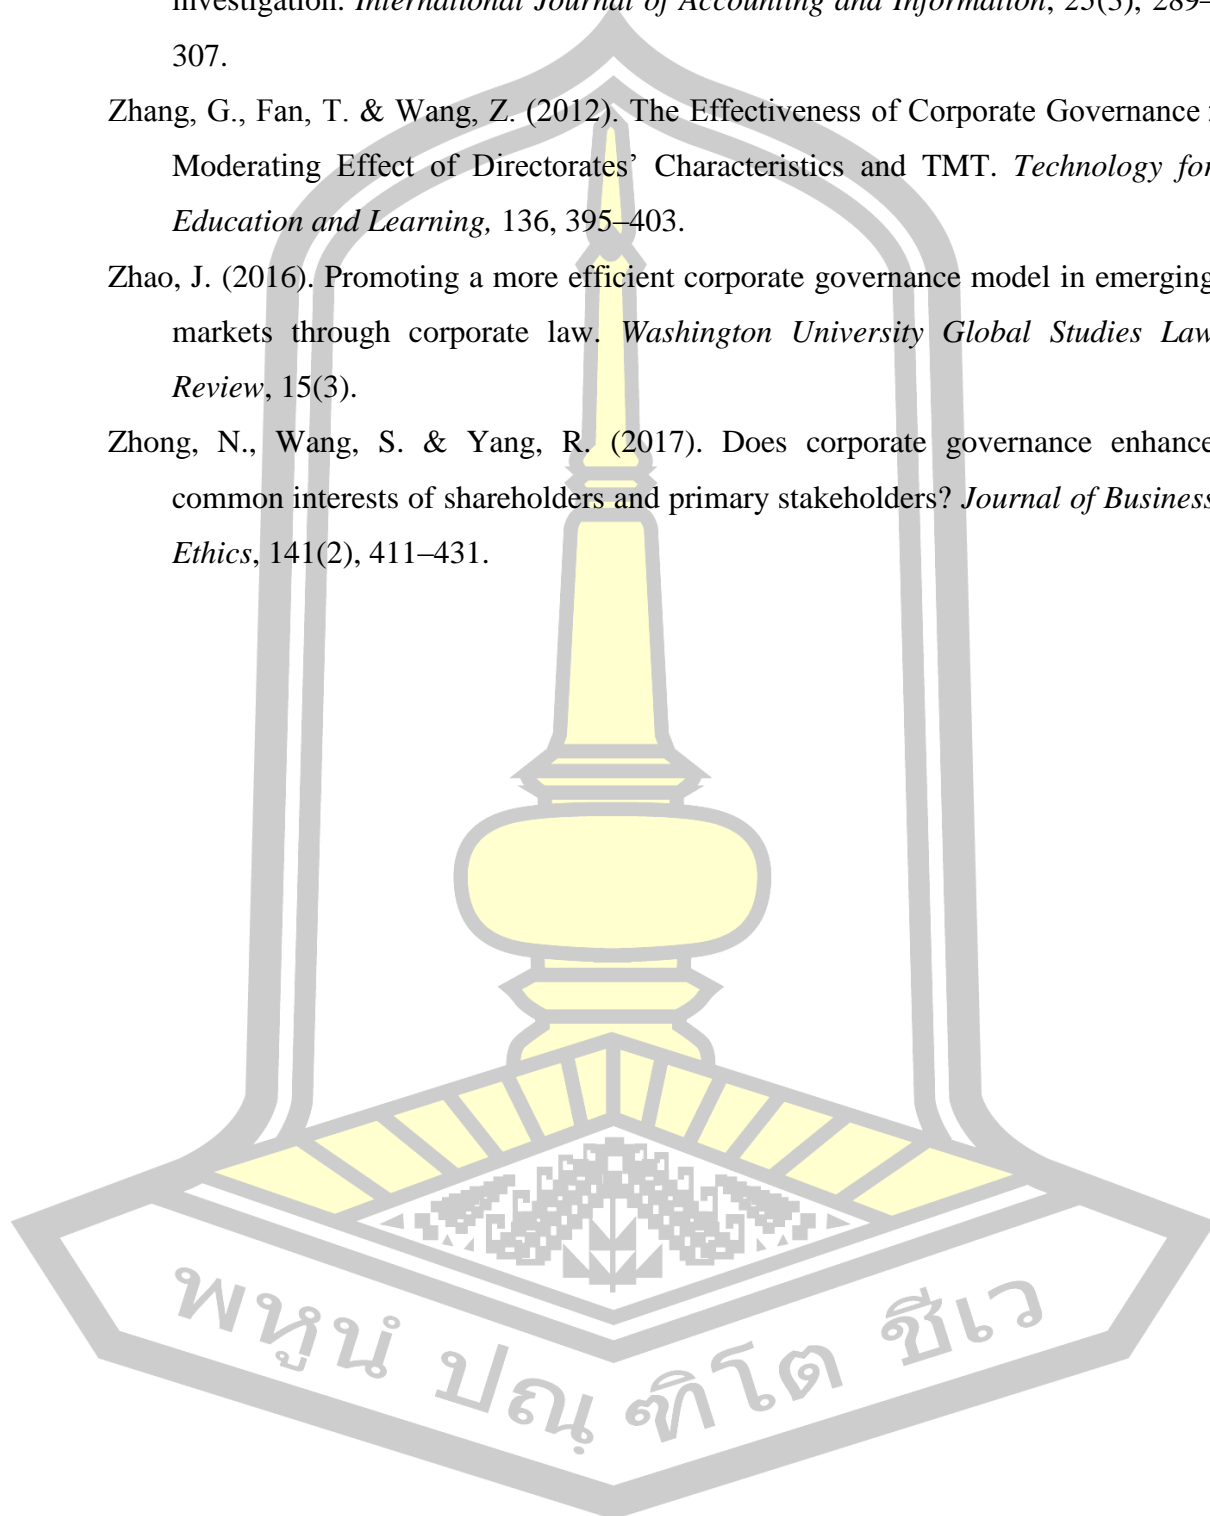 investigation. International Journal of Accounting and Information, 25(3), 289–
307.
Zhang, G., Fan, T. & Wang, Z. (2012). The Effectiveness of Corporate Governance :
Moderating Effect of Directorates’ Characteristics and TMT. Technology for
Education and Learning, 136, 395–403.
Zhao, J. (2016). Promoting a more efficient corporate governance model in emerging
markets through corporate law. Washington University Global Studies Law
Review, 15(3).
Zhong, N., Wang, S. & Yang, R. (2017). Does corporate governance enhance
common interests of shareholders and primary stakeholders? Journal of Business
Ethics, 141(2), 411–431.
พหูนํ ปณฺฑิโต ชีเว